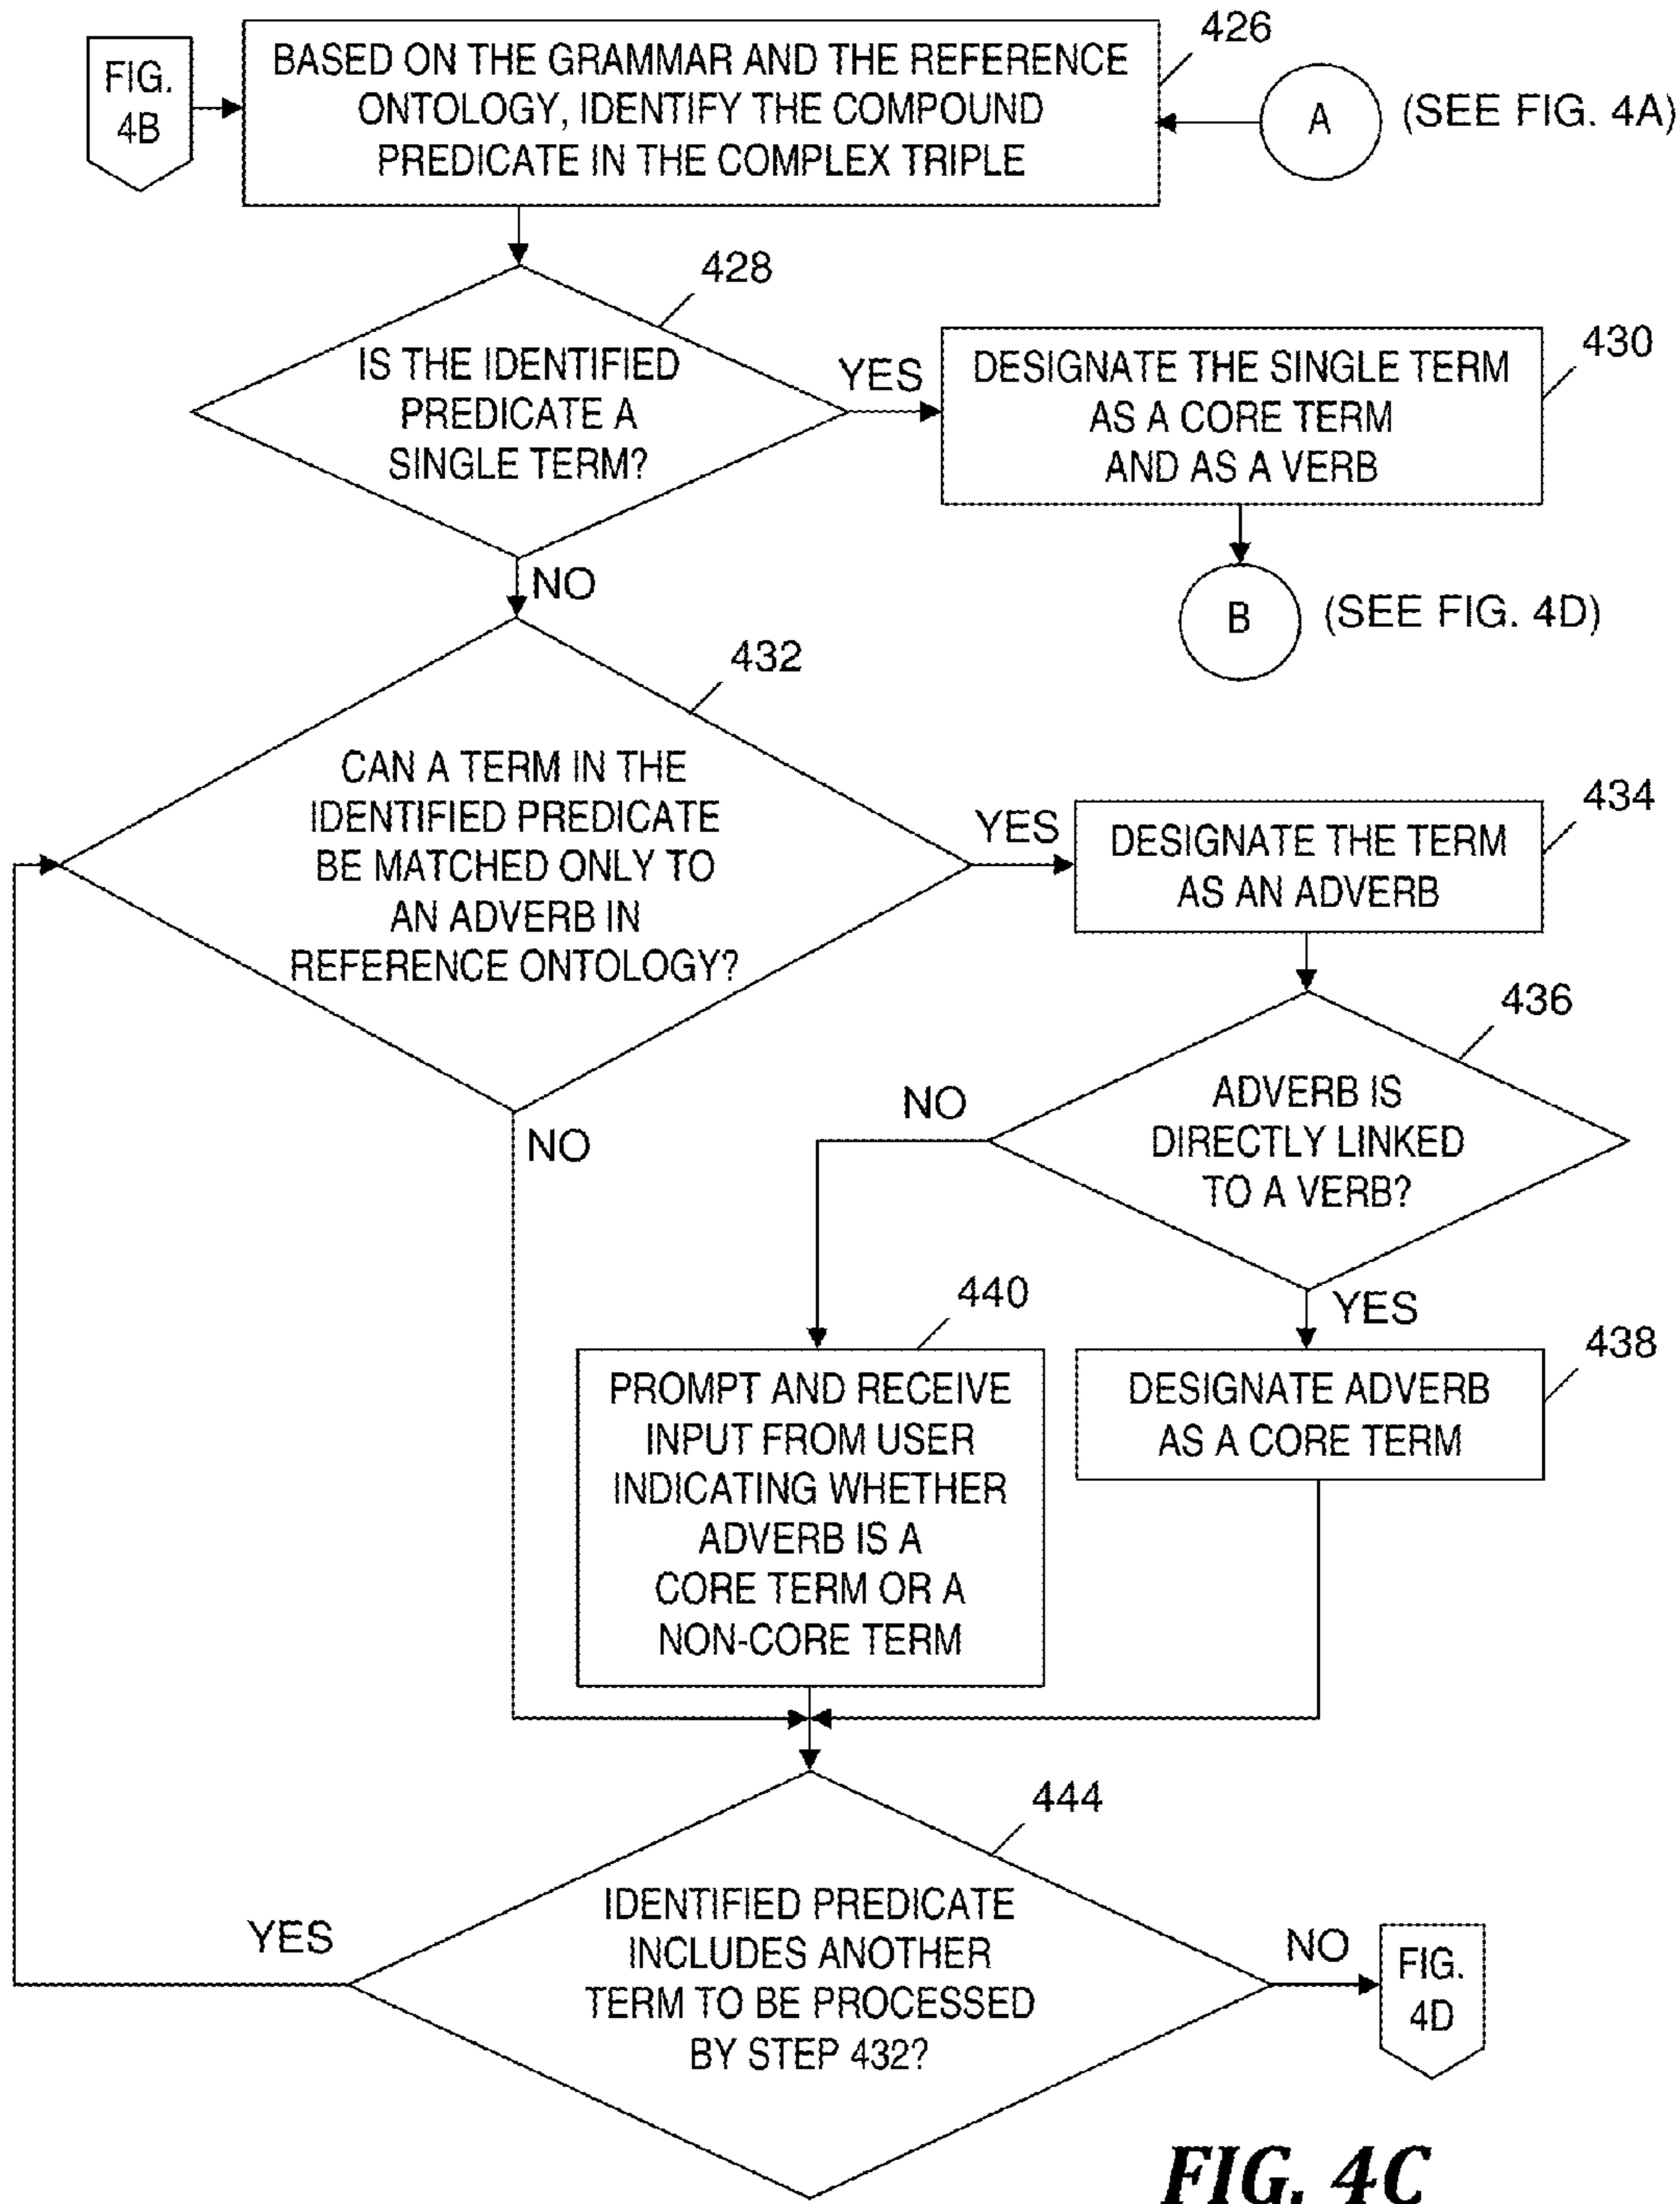 426
FIG.
4B
BASED ON THE GRAMMAR AND THE REFERENCE
ONTOLOGY, IDENTIFY THE COMPOUND
PREDICATE IN THE COMPLEX TRIPLE
A
(SEE FIG. 4A)
428
IS THE IDENTIFIED
PREDICATE A
SINGLE TERM?
YES
430
DESIGNATE THE SINGLE TERM
AS A CORE TERM
AND AS A VERB
NO
B
(SEE FIG. 4D)
432
CAN A TERM IN THE
IDENTIFIED PREDICATE
BE MATCHED ONLY TO
AN ADVERB IN
REFERENCE ONTOLOGY?
YES
434
DESIGNATE THE TERM
AS AN ADVERB
NO
436
ADVERB IS
DIRECTLY LINKED
TO A VERB?
NO
YES
440
PROMPT AND RECEIVE
INPUT FROM USER
INDICATING WHETHER
ADVERB IS A
CORE TERM OR A
NON-CORE TERM
438
DESIGNATE ADVERB
AS A CORE TERM
444
IDENTIFIED PREDICATE
INCLUDES ANOTHER
TERM TO BE PROCESSED
BY STEP 432?
YES
NO
FIG.
4D
FIG. 4C